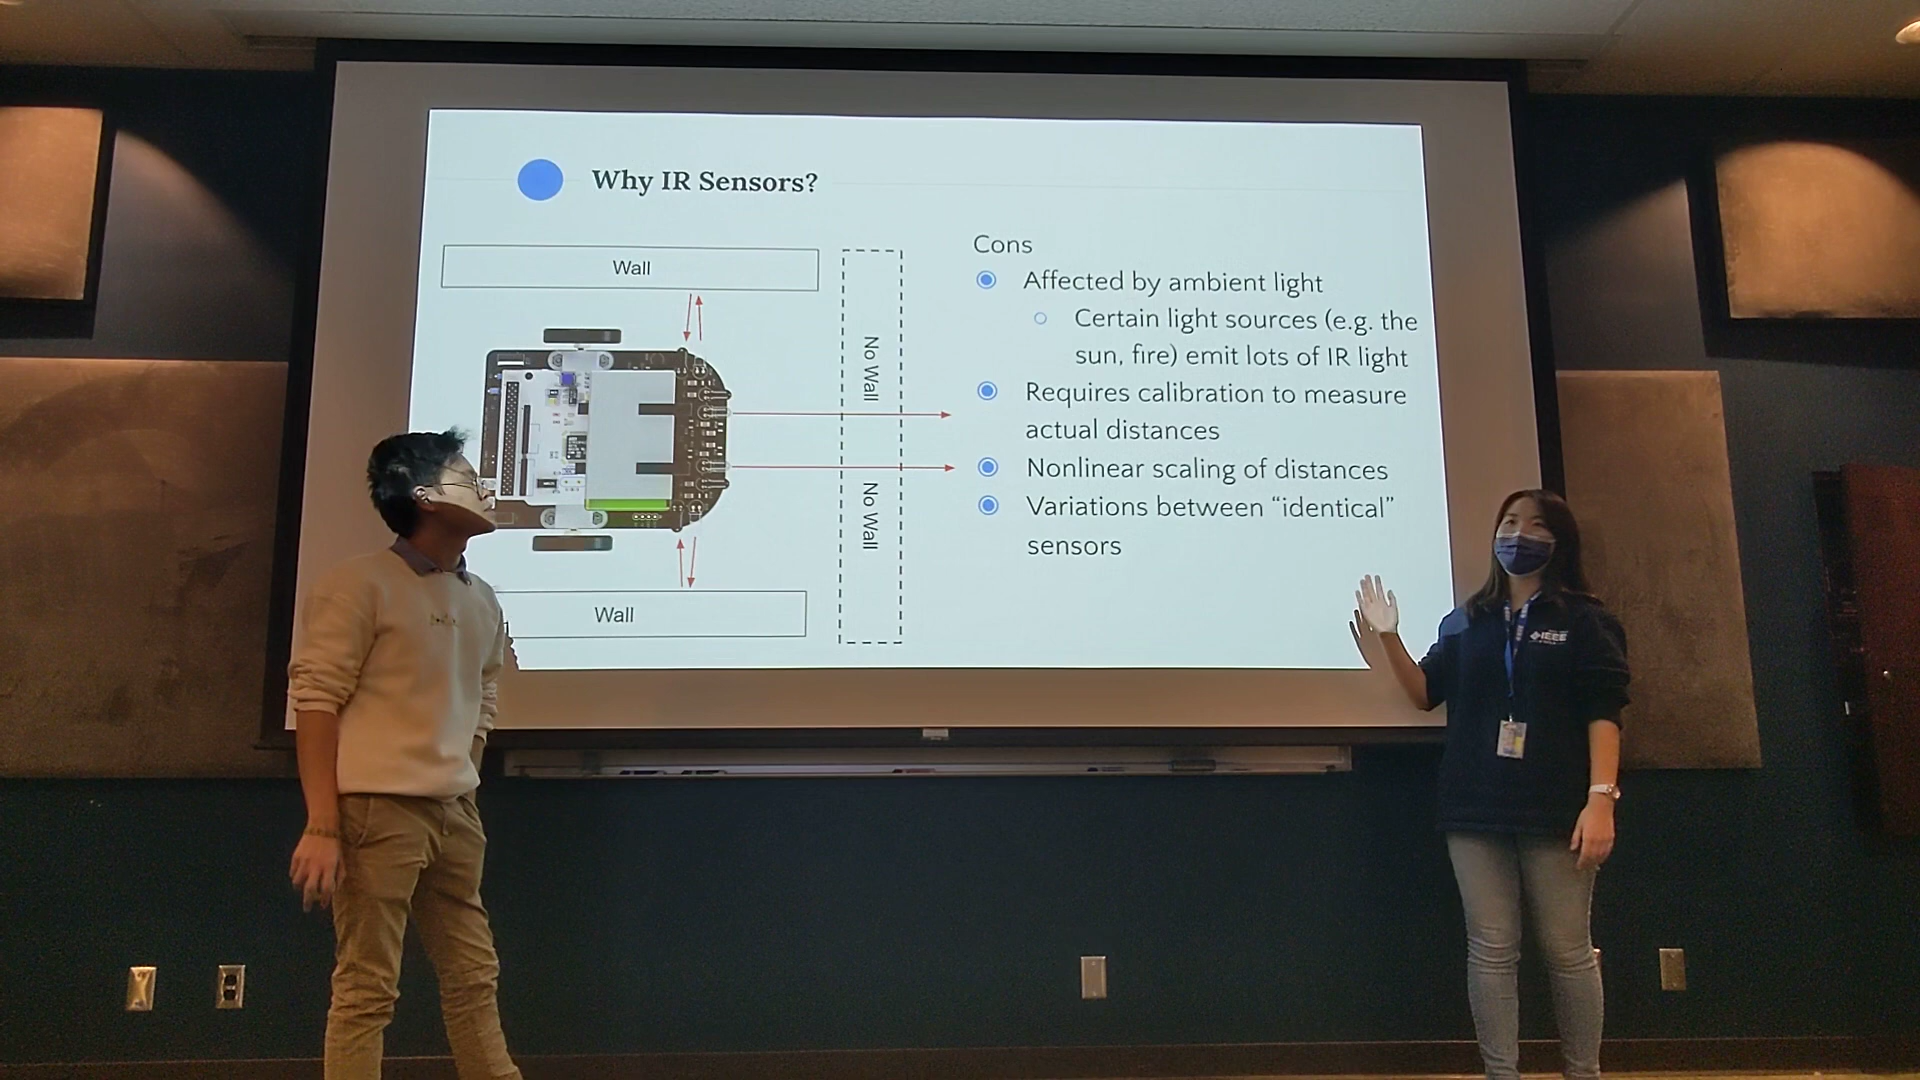 Why IR Sensors?
Wall
No Wall
No Wall
Wall
Cons
Affected by ambient light
Certain light sources (e.g. the
sun, fire) emit lots of IR light
Requires calibration to measure
actual distances
Nonlinear scaling of distances
Variations between “identical”
sensors
IEEE